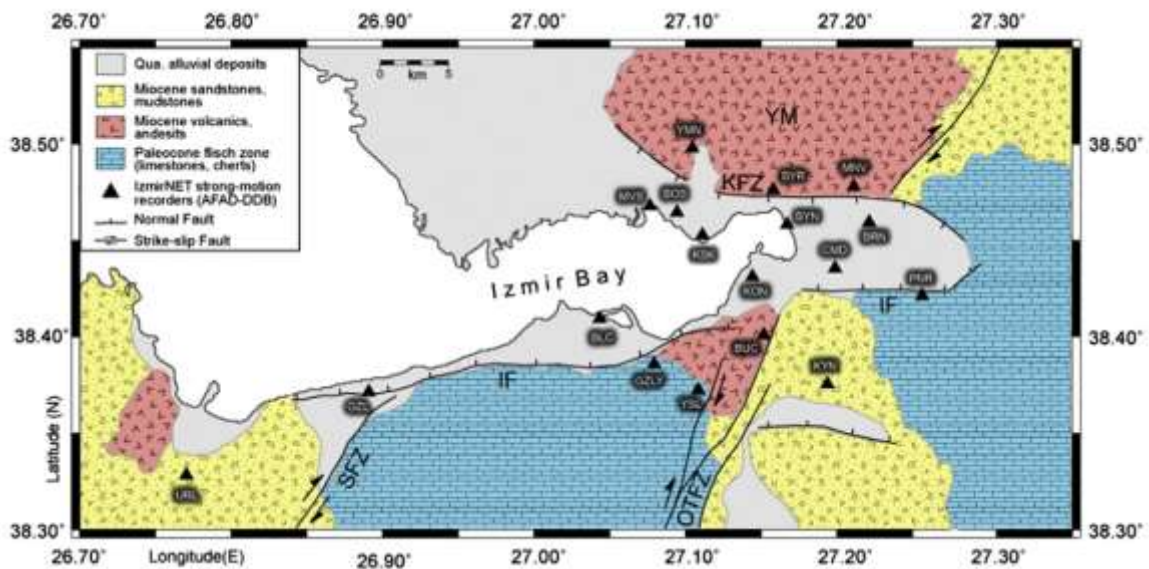 26.70° 26.80° 26.90° 27.00° 27.10° 27.20° 27.30°
Qua. alluvial deposits
Miocene sandstones,
mudstones
Miocene volcanics,
andesits
Paleocone flisch zone
(limestones, cherts)
IzmirNET strong-motion
recorders (AFAD-DDB)
Normal Fault
Strike-slip Fault
0 km 5
YM
YMN
38.50° 38.50°
KFZ
BYR
MNV
MVS
BOS
BYN
BRN
KSK
CMD
Izmir Bay
KON
PNR
IF
BLC
38.40° 38.40°
BUC
IF
GZLY
KYN
GZL
YSL
Latitude (N)
SFZ
URL
OTFZ
38.30° 38.30°
Longitude(E)
26.70° 26.80° 26.90° 27.00° 27.10° 27.20° 27.30°